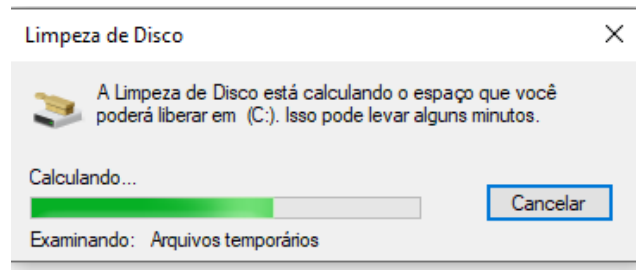 Limpeza de Disco
A Limpeza de Disco está calculando o espaço que você
poderá liberar em  (C:). Isso pode levar alguns minutos.
Calculando...
Cancelar
Examinando:   Arquivos temporários